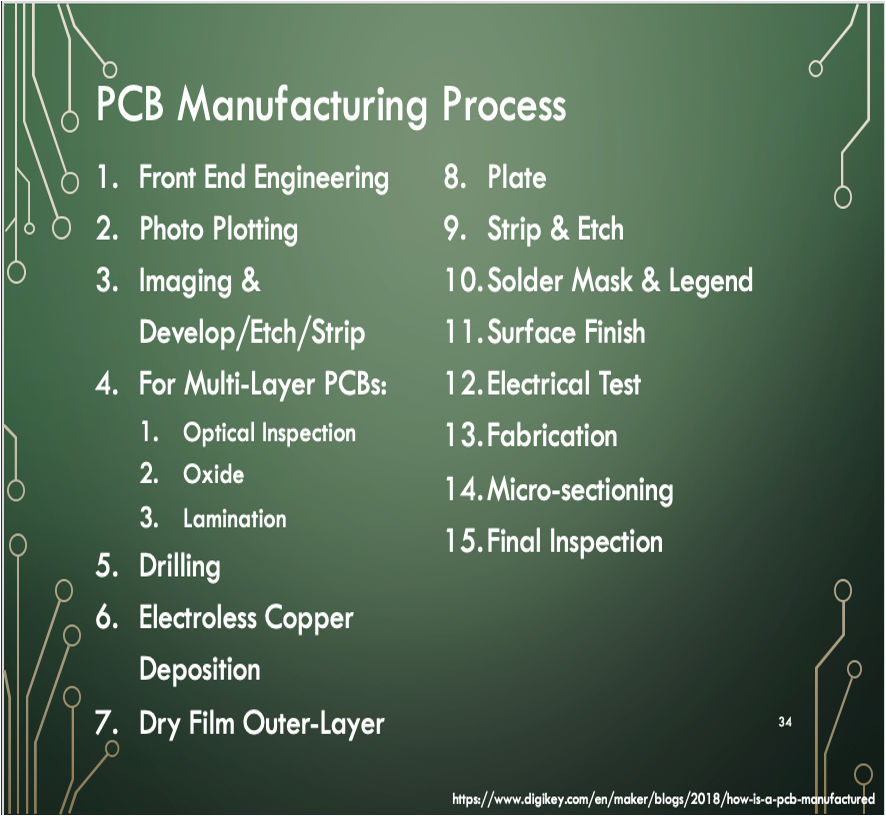 PCB Manufacturing Process
1. Front End Engineering
2. Photo Plotting
3. Imaging &
Develop/Etch/Strip
4. For Multi-Layer PCBs:
1. Optical Inspection
2. Oxide
3. Lamination
5. Drilling
6. Electroless Copper
Deposition
7. Dry Film Outer-Layer
8. Plate
9. Strip & Etch
10. Solder Mask & Legend
11. Surface Finish
12. Electrical Test
13. Fabrication
14. Micro-sectioning
15. Final Inspection
34
https://www.digikey.com/en/maker/blogs/2018/how-is-a-pcb-manufactured